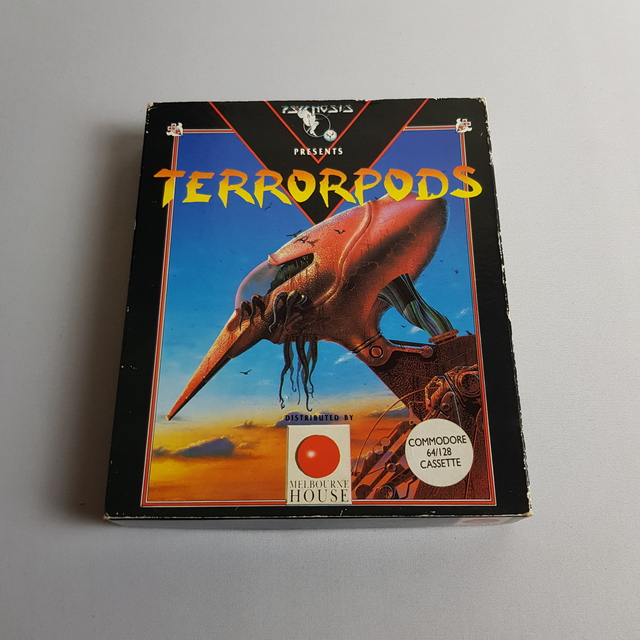 PSYGNOSIS
PRESENTS
TERRORPODS
DISTRIBUTED BY
MELBOURNE
HOUSE
COMMODORE
64/128
CASSETTE